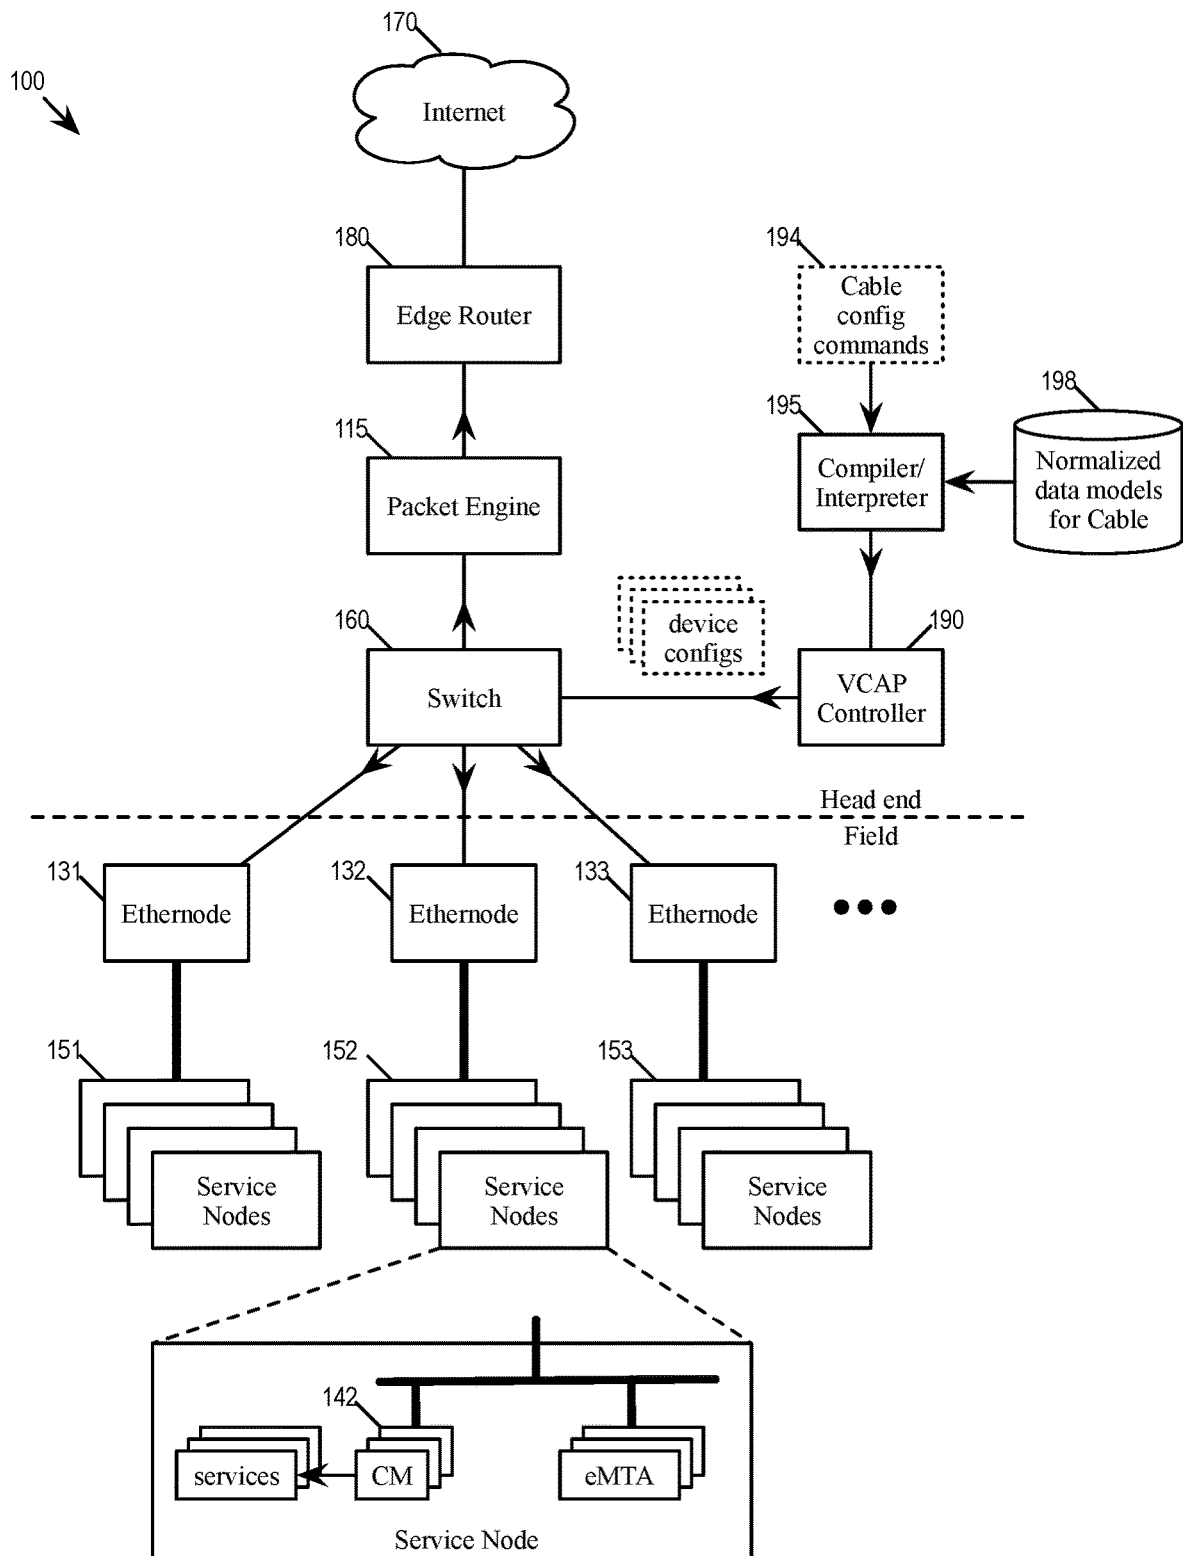 170
100
Internet
180
194
Edge Router
Cable
config
commands
115
195
198
Packet Engine
Compiler/
Interpreter
Normalized
data models
for Cable
160
device
configs
190
Switch
VCAP
Controller
Head end
Field
131
132
133
Ethernode
Ethernode
Ethernode
151
152
153
Service
Nodes
Service
Nodes
Service
Nodes
142
services
CM
eMTA
Service Node